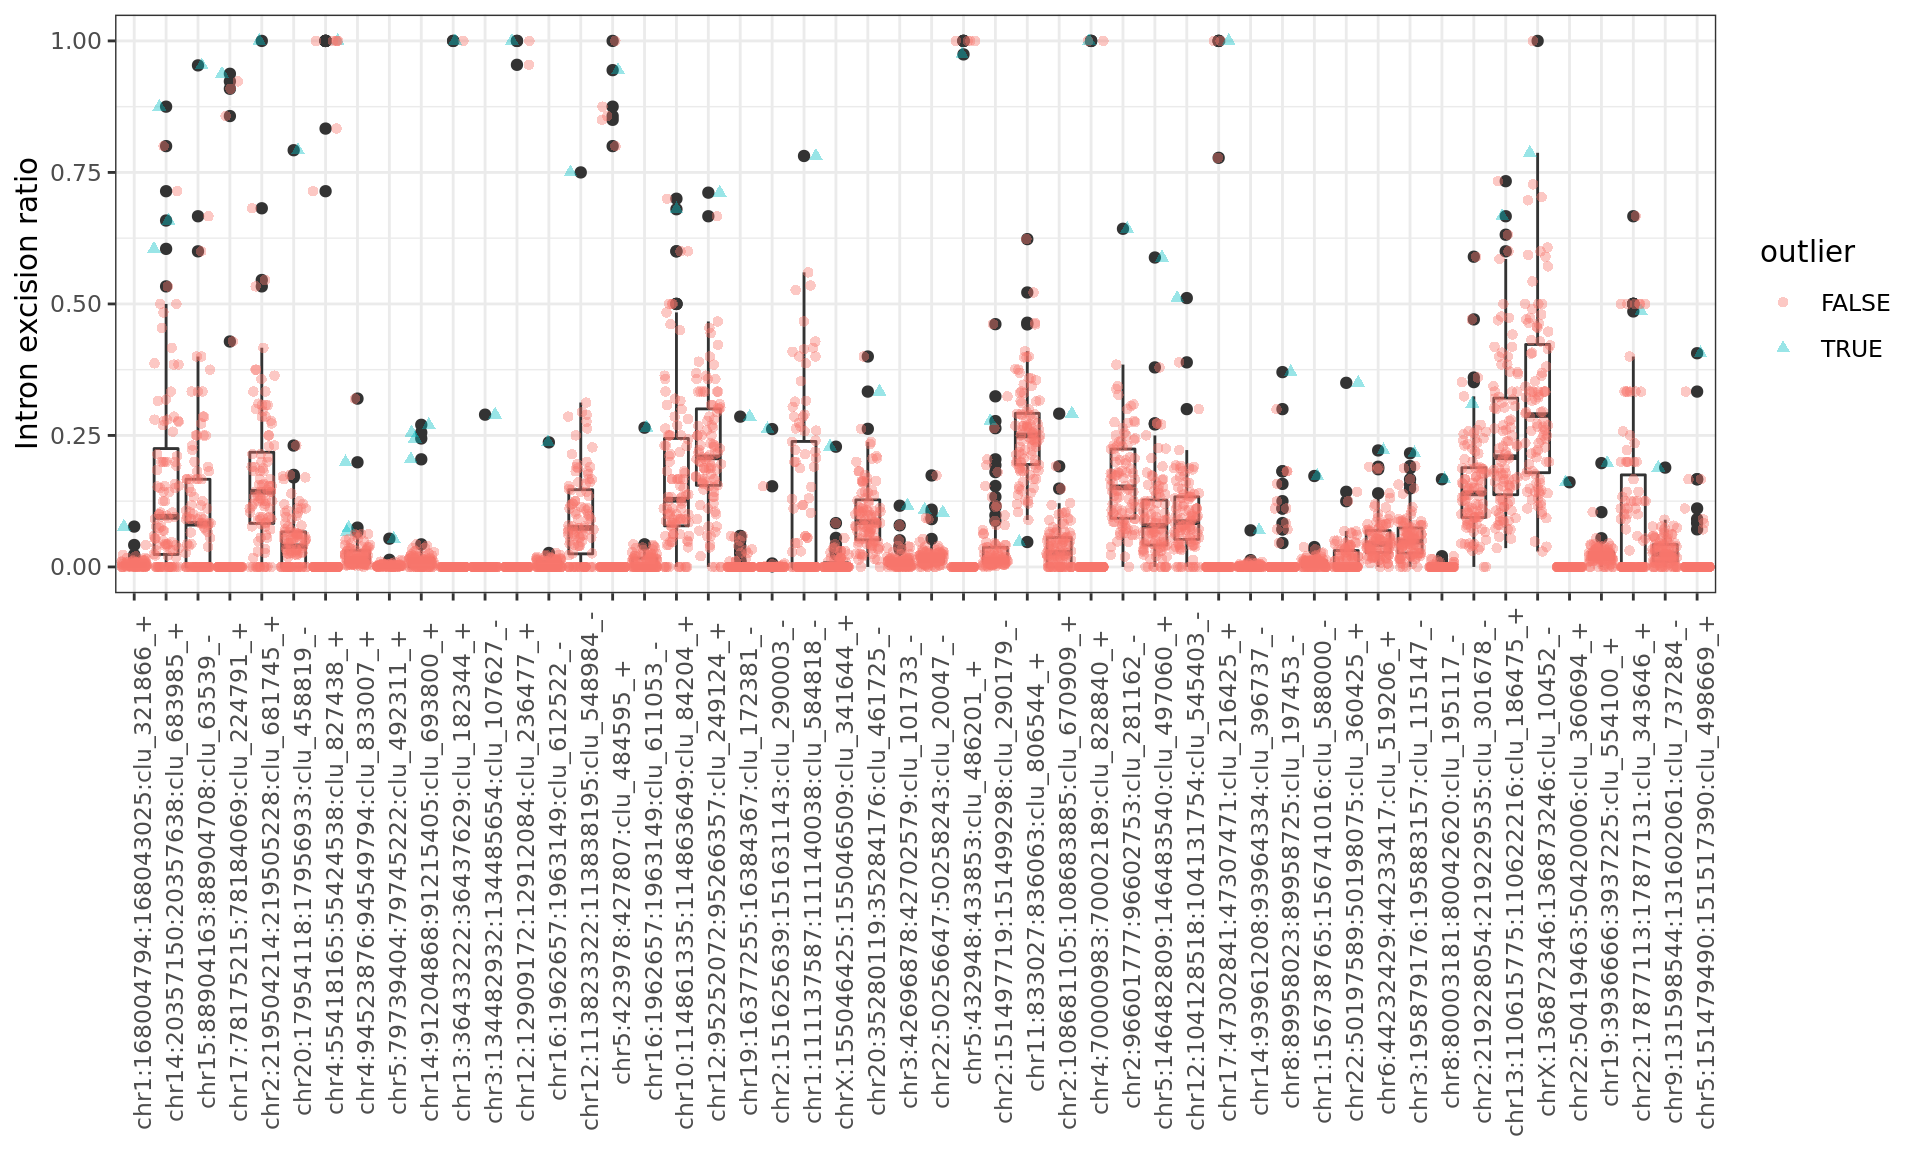 Intron excision ratio
1.00
0.75
0.50
0.25
0.00
outlier
FALSE
TRUE
chr1:168004794:168043025:clu_321866_+
chr14:20357150:20357638:clu_683985_+
chr15:88904163:88904708:clu_63539_-
chr17:78175215:78184069:clu_224791_+
chr2:219504214:219505228:clu_681745_+
chr20:17954118:17956933:clu_458819_-
chr4:55418165:55424538:clu_827438_+
chr4:94523876:94549794:clu_833007_+
chr5:79739404:79745222:clu_492311_+
chr14:91204868:91215405:clu_693800_+
chr13:36433222:36437629:clu_182344_+
chr3:134482932:134485654:clu_107627_-
chr12:12909172:12912084:clu_236477_+
chr16:1962657:1963149:clu_612522_-
chr12:113823322:113838195:clu_548984_-
chr5:423978:427807:clu_484595_+
chr16:1962657:1963149:clu_611053_-
chr10:114861335:114863649:clu_84204_+
chr12:95252072:95266357:clu_249124_+
chr19:16377255:16384367:clu_172381_-
chr2:151625639:151631143:clu_290003_-
chr1:111137587:111140038:clu_584818_-
chrX:155046425:155046509:clu_341644_+
chr20:35280119:35284176:clu_461725_-
chr3:42696878:42702579:clu_101733_-
chr22:50256647:50258243:clu_200047_-
chr5:432948:433853:clu_486201_+
chr2:151497719:151499298:clu_290179_-
chr11:833027:836063:clu_806544_+
chr2:108681105:108683885:clu_670909_+
chr4:70000983:70002189:clu_828840_+
chr2:96601777:96602753:clu_281162_-
chr5:146482809:146483540:clu_497060_+
chr12:104128518:104131754:clu_545403_-
chr17:47302841:47307471:clu_216425_+
chr14:93961208:93964334:clu_396737_-
chr8:89958023:89958725:clu_197453_-
chr1:156738765:156741016:clu_588000_-
chr22:50197589:50198075:clu_360425_+
chr6:44232429:44233417:clu_519206_+
chr3:195879176:195883157:clu_115147_-
chr8:80003181:80042620:clu_195117_-
chr2:219228054:219229535:clu_301678_-
chr13:110615775:110622216:clu_186475_+
chrX:136872346:136873246:clu_10452_-
chr22:50419463:50420006:clu_360694_+
chr19:39366666:39372​25:clu_554100_+
chr22:17877113:17877131:clu_343646_+
chr9:131598544:131602061:clu_737284_-
chr5:151479490:151517390:clu_498669_+